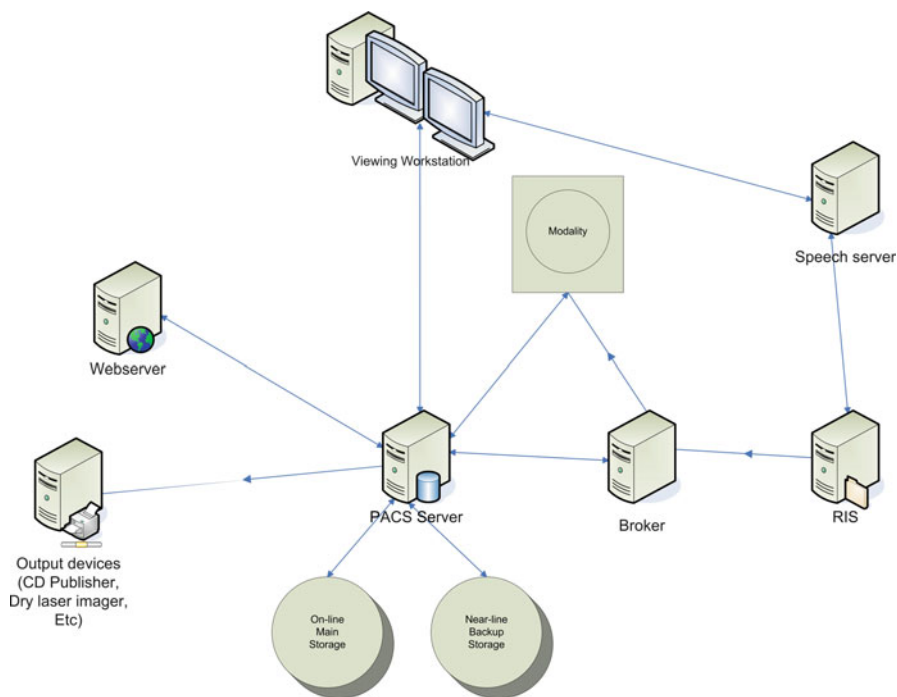 Viewing Workstation
Modality
Speech server
Webserver
PACS Server
Broker
RIS
Output devices
(CD Publisher,
Dry laser imager,
Etc)
On-line
Main
Storage
Near-line
Backup
Storage